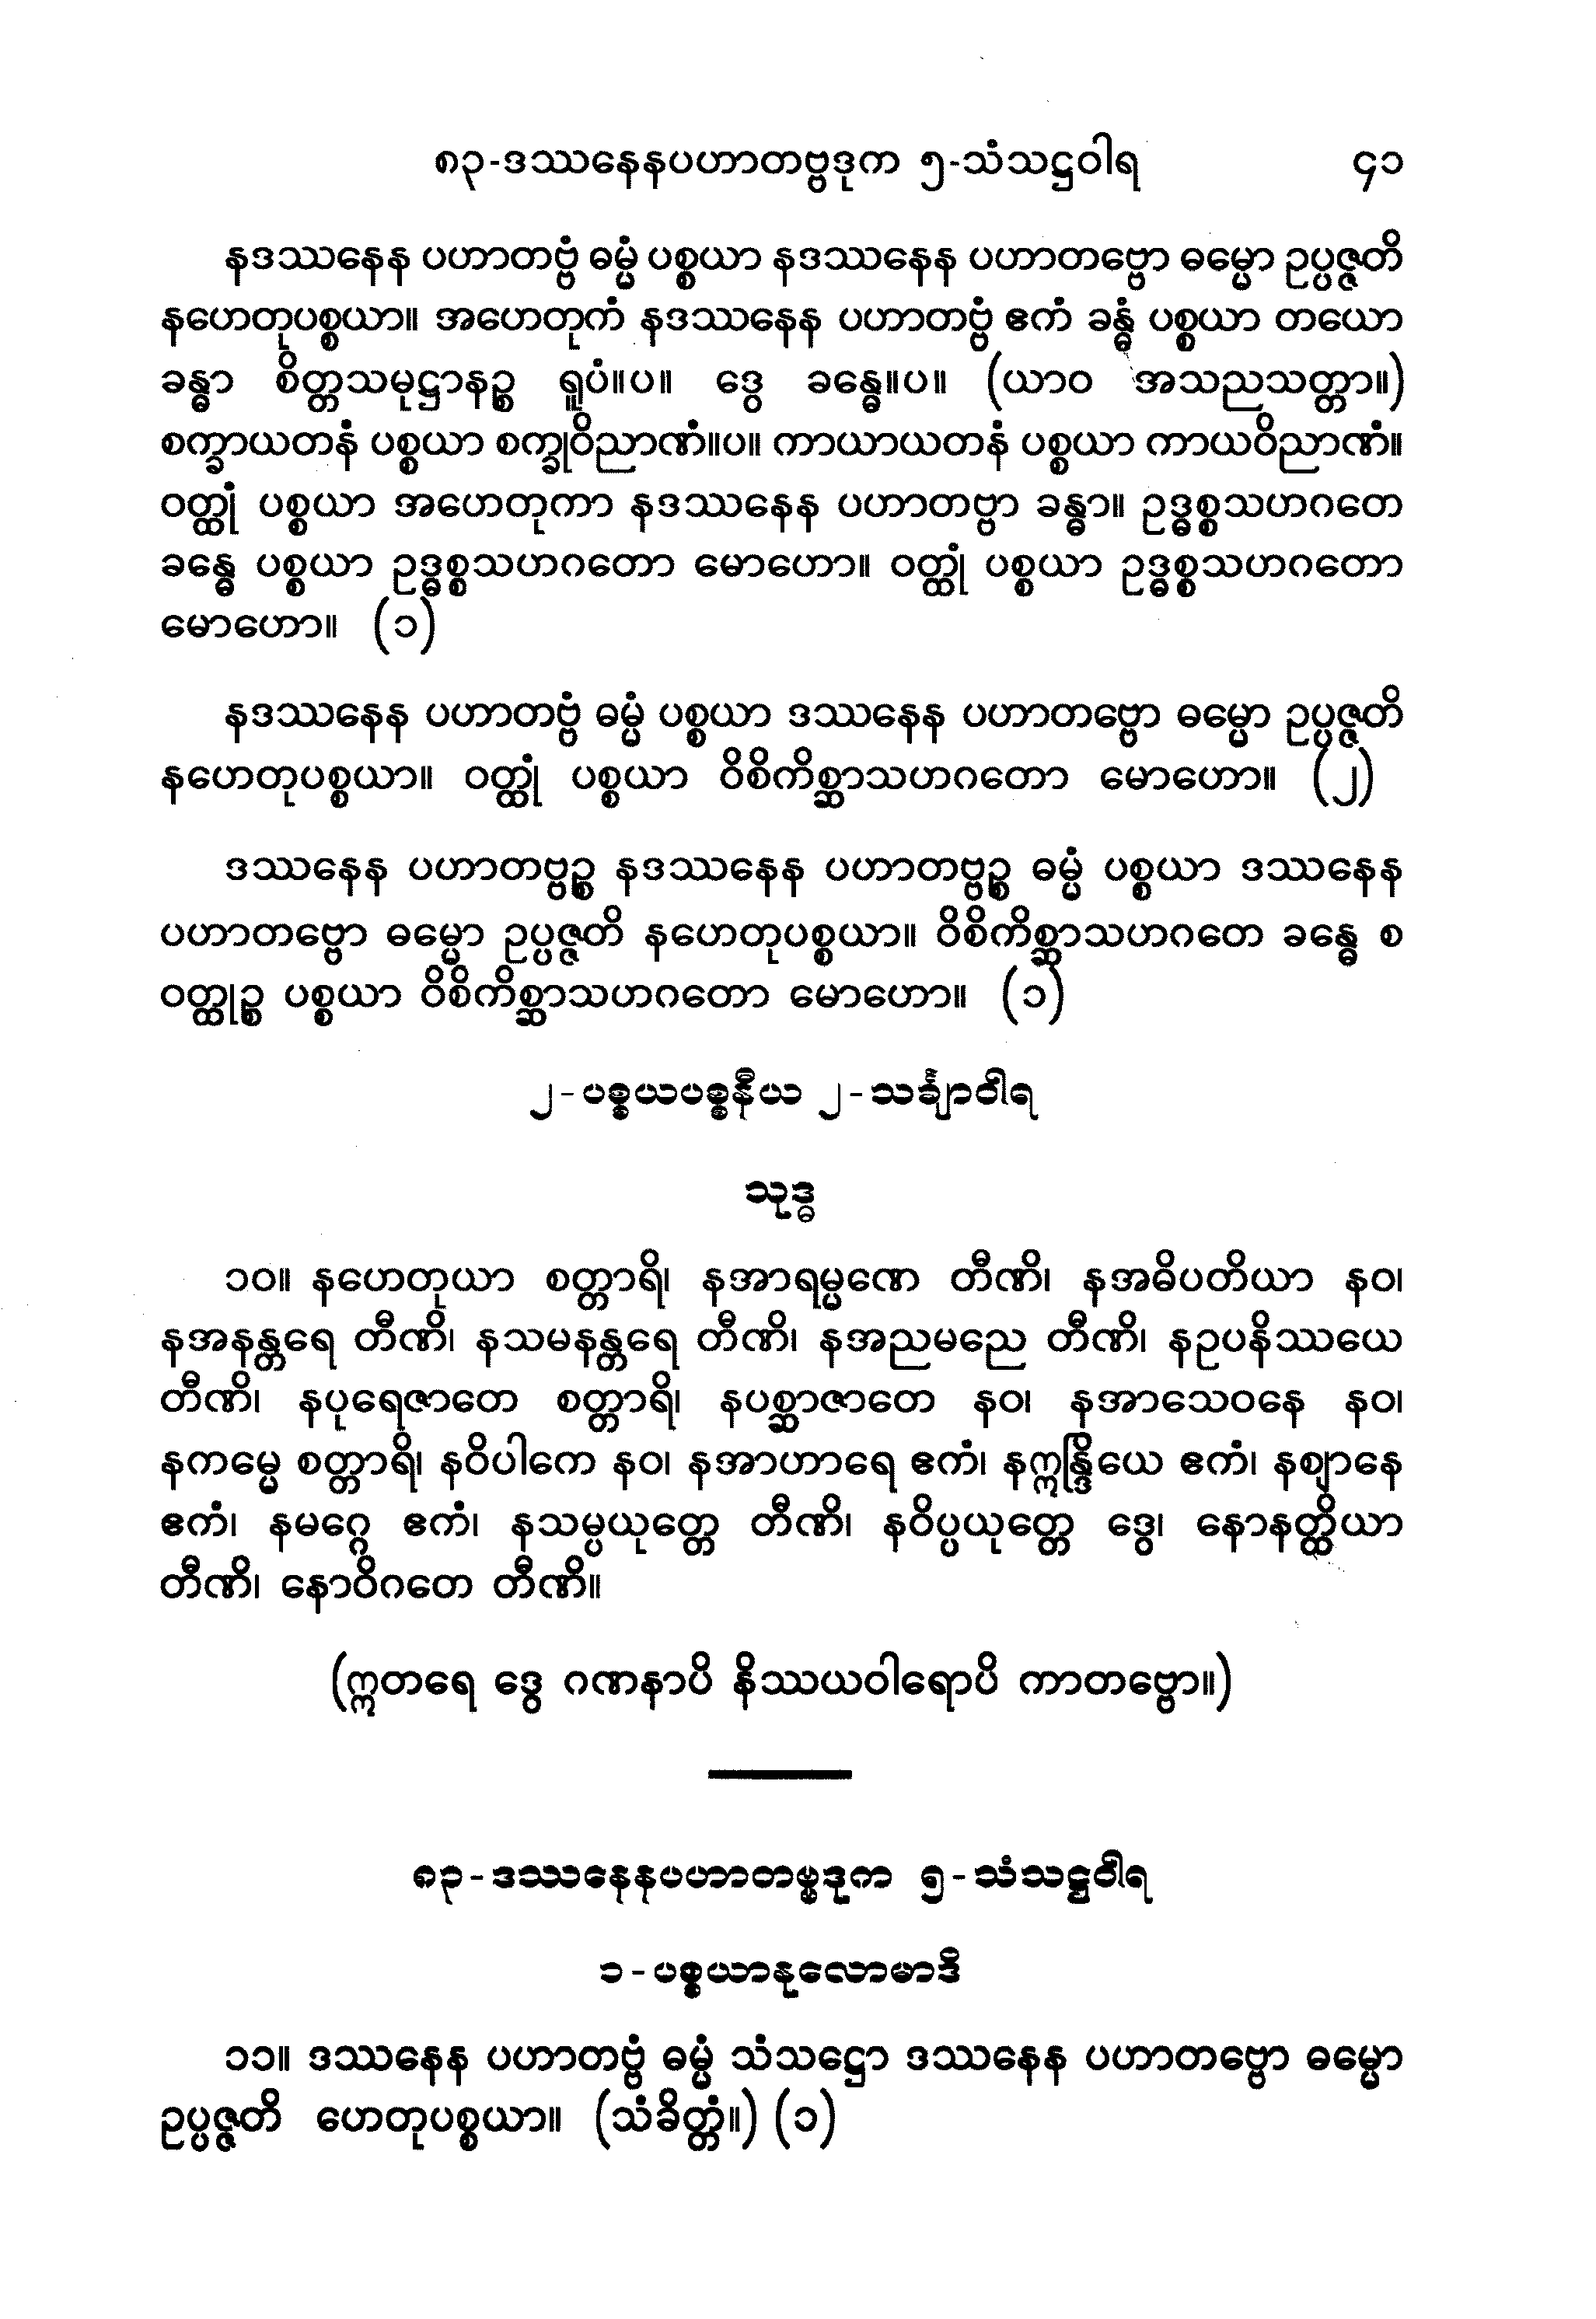 ၈၃-ဒဿနေနပဟာတဗ္ဗဒုက ၅-သံသဋ္ဌဝါရ ၄၁
နဒဿနေန ပဟာတဗ္ဗံ ဓမ္မံ ပစ္စယာ နဒဿနေန ပဟာတဗ္ဗော ဓမ္မော ဥပ္ပဇ္ဇတိ
နဟေတုပစ္စယာ။ အဟေတုကံ နဒဿနေန ပဟာတဗ္ဗံ ဧကံ ခန္ဓံ ပစ္စယာ တယော
ခန္ဓာ စိတ္တသမုဋ္ဌာနဉ္စ ရူပံ။ပ။ ဒွေ ခန္ဓေ။ပ။ (ယာဝ အသညသတ္တာ။)
စက္ခာယတနံ ပစ္စယာ စက္ခုဝိညာဏံ။ပ။ ကာယာယတနံ ပစ္စယာ ကာယဝိညာဏံ။
ဝတ္ထုံ ပစ္စယာ အဟေတုကာ နဒဿနေန ပဟာတဗ္ဗာ ခန္ဓာ။ ဥဒ္ဓစ္စသဟဂတေ
ခန္ဓေ ပစ္စယာ ဥဒ္ဓစ္စသဟဂတော မောဟော။ ဝတ္ထုံ ပစ္စယာ ဥဒ္ဓစ္စသဟဂတော
မောဟော။ (၁)
နဒဿနေန ပဟာတဗ္ဗံ ဓမ္မံ ပစ္စယာ ဒဿနေန ပဟာတဗ္ဗော ဓမ္မော ဥပ္ပဇ္ဇတိ
နဟေတုပစ္စယာ။ ဝတ္ထုံ ပစ္စယာ ဝိစိကိစ္ဆာသဟဂတော မောဟော။ (၂)
ဒဿနေန ပဟာတဗ္ဗဉ္စ နဒဿနေန ပဟာတဗ္ဗဉ္စ ဓမ္မံ ပစ္စယာ ဒဿနေန
ပဟာတဗ္ဗော ဓမ္မော ဥပ္ပဇ္ဇတိ နဟေတုပစ္စယာ။ ဝိစိကိစ္ဆာသဟဂတေ ခန္ဓေ စ
ဝတ္ထုဉ္စ ပစ္စယာ ဝိစိကိစ္ဆာသဟဂတော မောဟော။ (၁)
၂-ပစ္စယပစ္စနီယ ၂-သင်္ချာဝါရ
သုဒ္ဓ
၁၀။ နဟေတုယာ စတ္တာရိ၊ နအာရမ္မဏေ တီဏိ၊ နအဓိပတိယာ နဝ၊
နအနန္တရေ တီဏိ၊ နသမနန္တရေ တီဏိ၊ နအညမညေ တီဏိ၊ နဥပနိဿယေ
တီဏိ၊ နပုရေဇာတေ စတ္တာရိ၊ နပစ္ဆာဇာတေ နဝ၊ နအာသေဝနေ နဝ၊
နကမ္မေ စတ္တာရိ၊ နဝိပါကေ နဝ၊ နအာဟာရေ ဧကံ၊ နဣန္ဒြိယေ ဧကံ၊ နဈာနေ
ဧကံ၊ နမဂ္ဂေ ဧကံ၊ နသမ္ပယုတ္တေ တီဏိ၊ နဝိပ္ပယုတ္တေ ဒွေ၊ နောနတ္ထိယာ
တီဏိ၊ နောဝိဂတေ တီဏိ။
(ဣတရေ ဒွေ ဂဏနာပိ နိဿယဝါရောပိ ကာတဗ္ဗော။)
၈၃-ဒဿနေနပဟာတဗ္ဗဒုက ၅-သံသဋ္ဌဝါရ
၁-ပစ္စယာနုလောမာဒိ
၁၁။ ဒဿနေန ပဟာတဗ္ဗံ ဓမ္မံ သံသဋ္ဌော ဒဿနေန ပဟာတဗ္ဗော ဓမ္မော
ဥပ္ပဇ္ဇတိ ဟေတုပစ္စယာ။ (သံခိတ္တံ။) (၁)